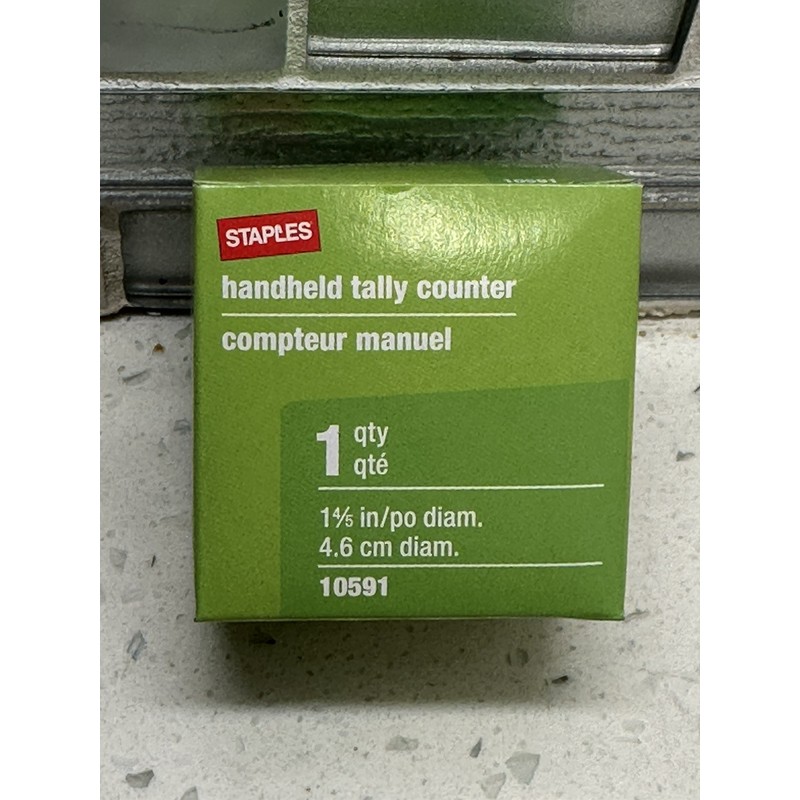 STAPLES
handheld tally counter
compteur manuel
1 qty
qté
1⅘ in/po diam.
4.6 cm diam.
10591